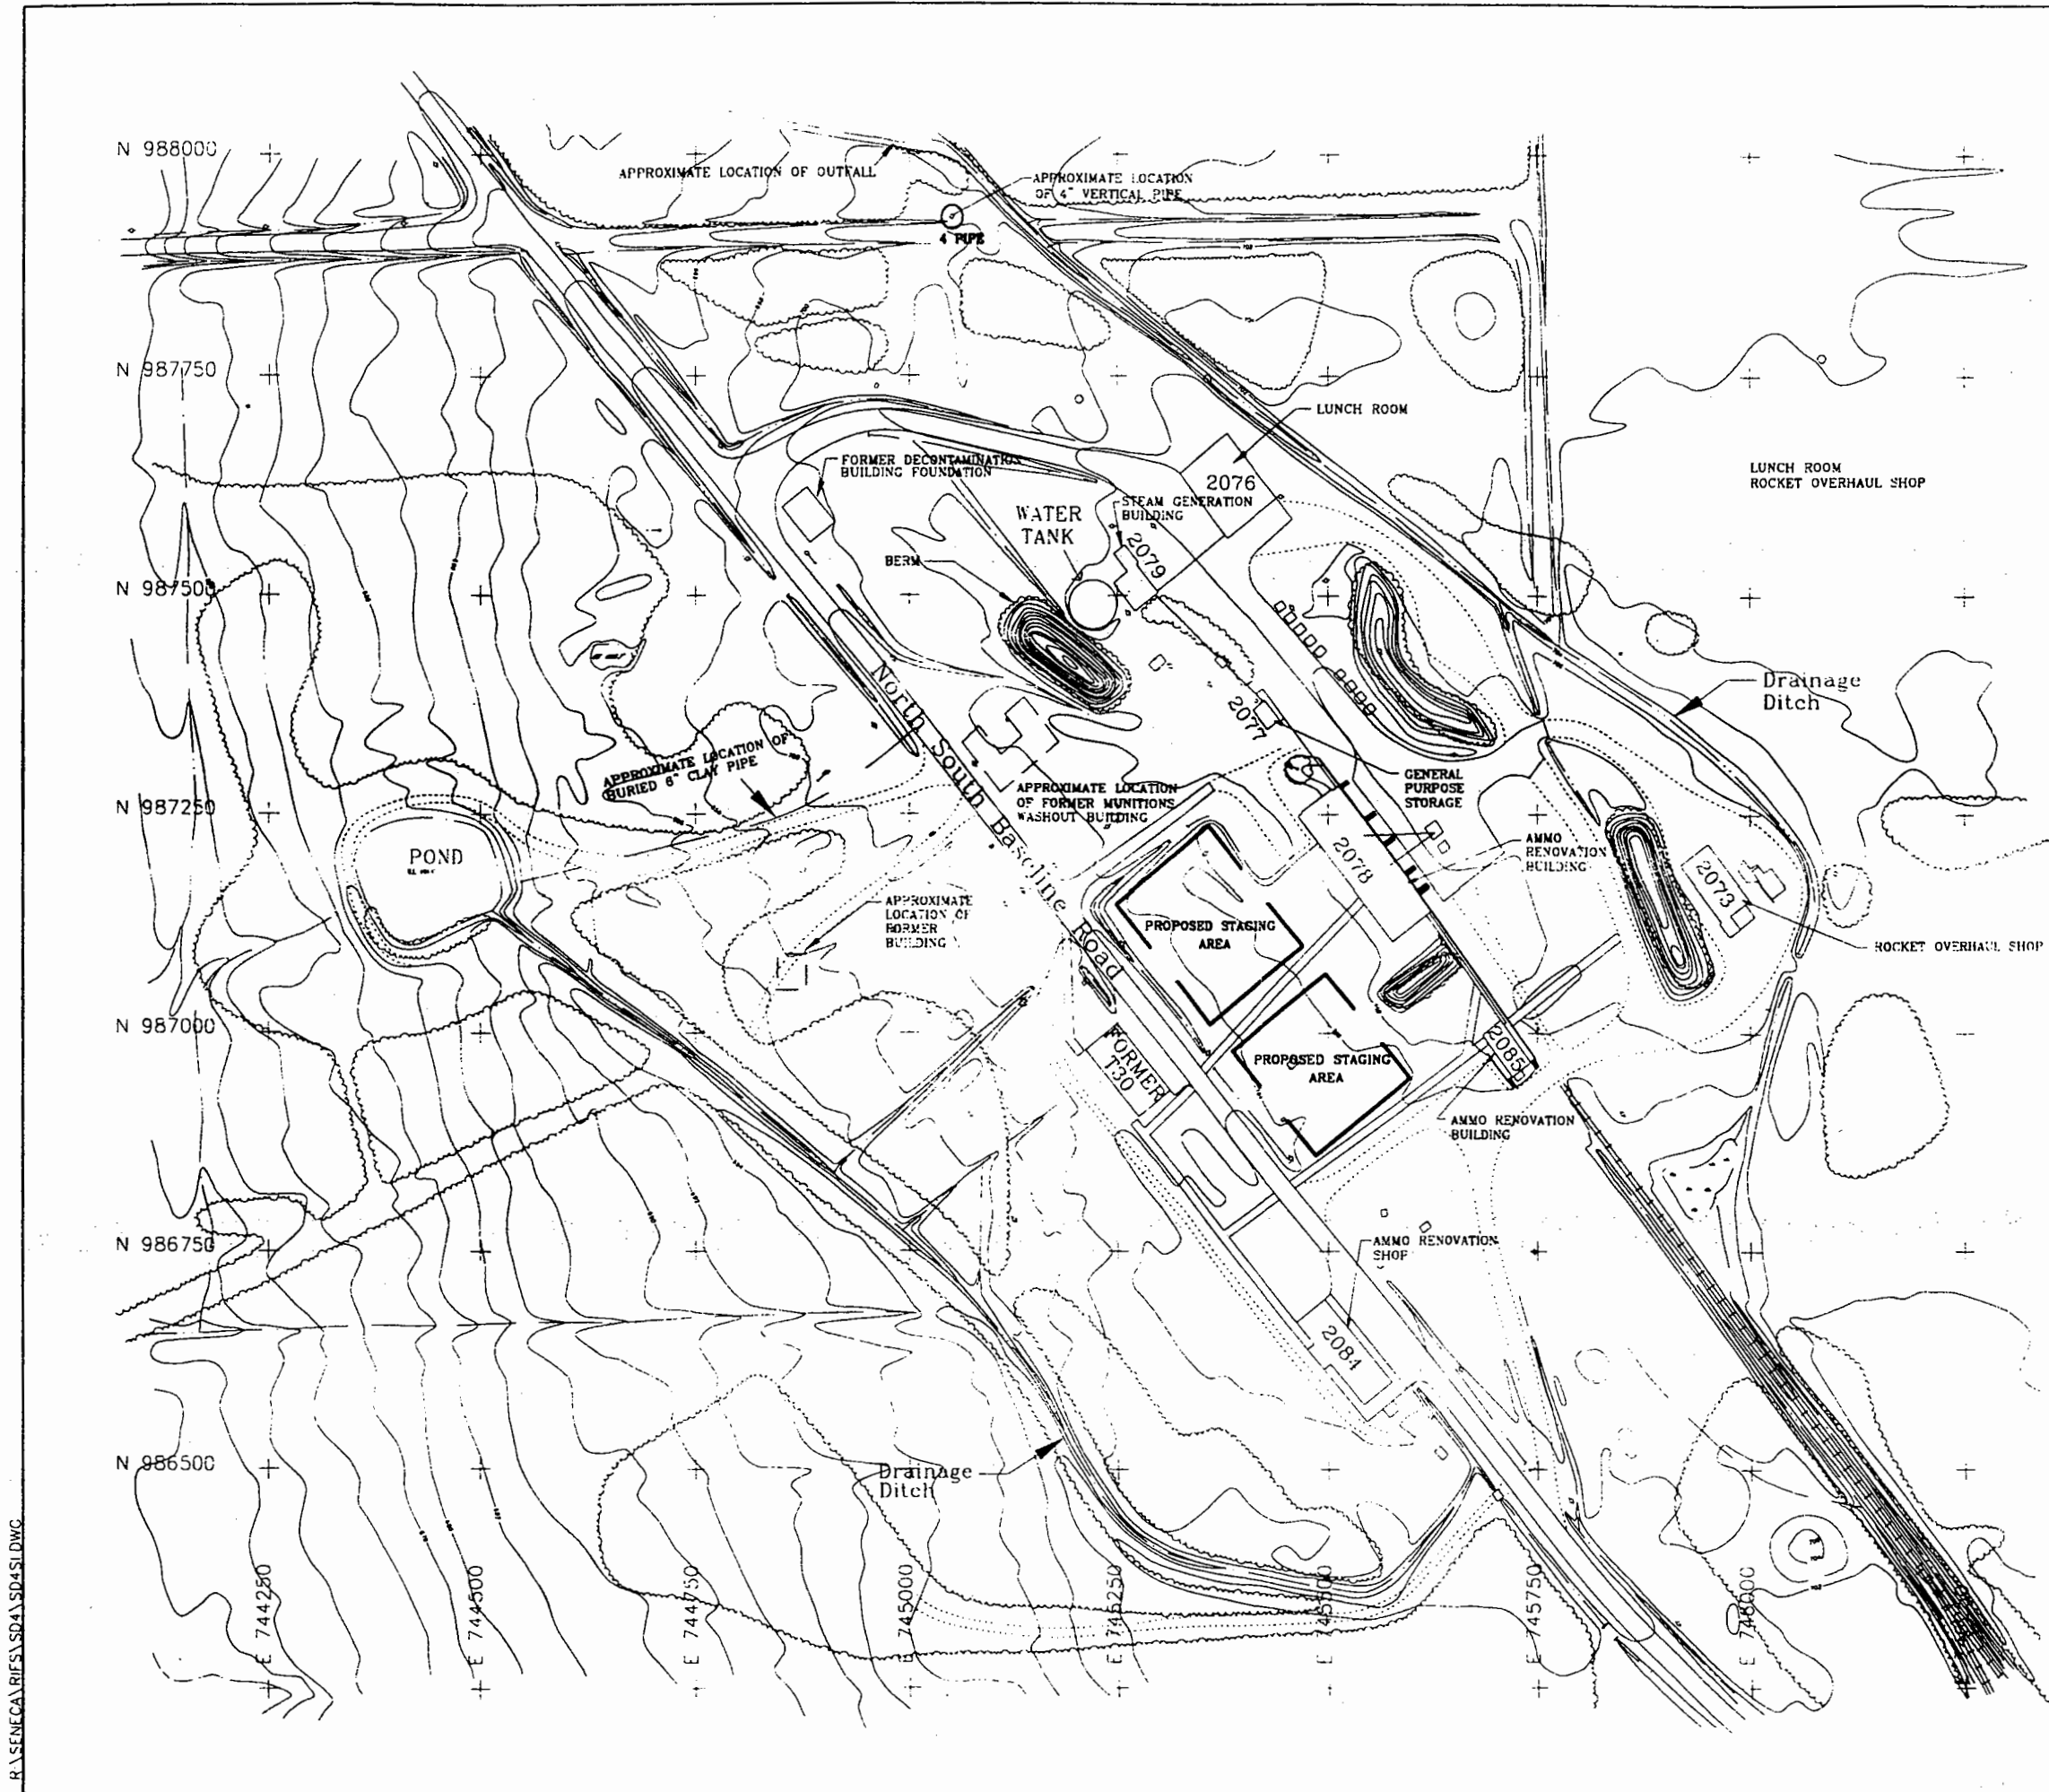 N 988000
APPROXIMATE LOCATION OF OUTFALL
APPROXIMATE LOCATION
OF 4" VERTICAL PIPE
4 PIPE
N 987750
LUNCH ROOM
FORMER DECONTAMINATION
BUILDING FOUNDATION
2076
LUNCH ROOM
ROCKET OVERHAUL SHOP
STEAM GENERATION
BUILDING
WATER
TANK
2079
BERM
N 987500
North South Baseline Road
Drainage
Ditch
2077
APPROXIMATE LOCATION OF
BURIED 6" CLAY PIPE
GENERAL
PURPOSE
STORAGE
APPROXIMATE LOCATION
OF FORMER MUNITIONS
WASHOUT BUILDING
N 987250
POND
2078
AMMO
RENOVATION
BUILDING
2073
APPROXIMATE
LOCATION OF
FORMER
BUILDING
PROPOSED STAGING
AREA
ROCKET OVERHAUL SHOP
N 987000
2085
FORMER
T30
PROPOSED STAGING
AREA
AMMO RENOVATION
BUILDING
N 986750
AMMO RENOVATION
SHOP
2084
N 986500
Drainage
Ditch
E 744250
E 744500
E 744750
E 745000
E 745250
E 745500
E 745750
E 746000
R:\SENECA\RIFS\SD4\SD4SI.DWG